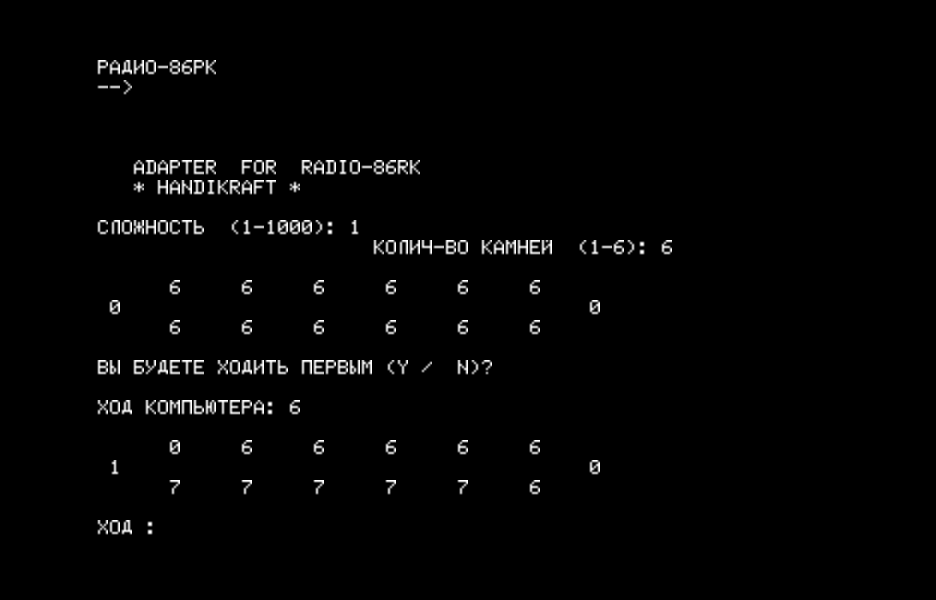 РАДИО-86РК
-->
ADAPTER FOR RADIO-86RK
* HANDIKRAFT *
СЛОЖНОСТЬ (1-1000): 1
КОЛИЧ-ВО КАМНЕЙ (1-6): 6
6 6 6 6 6 6
0 0
6 6 6 6 6 6
ВЫ БУДЕТЕ ХОДИТЬ ПЕРВЫМ (Y / N)?
ХОД КОМПЬЮТЕРА: 6
0 6 6 6 6 6
1 0
7 7 7 7 7 6
ХОД :